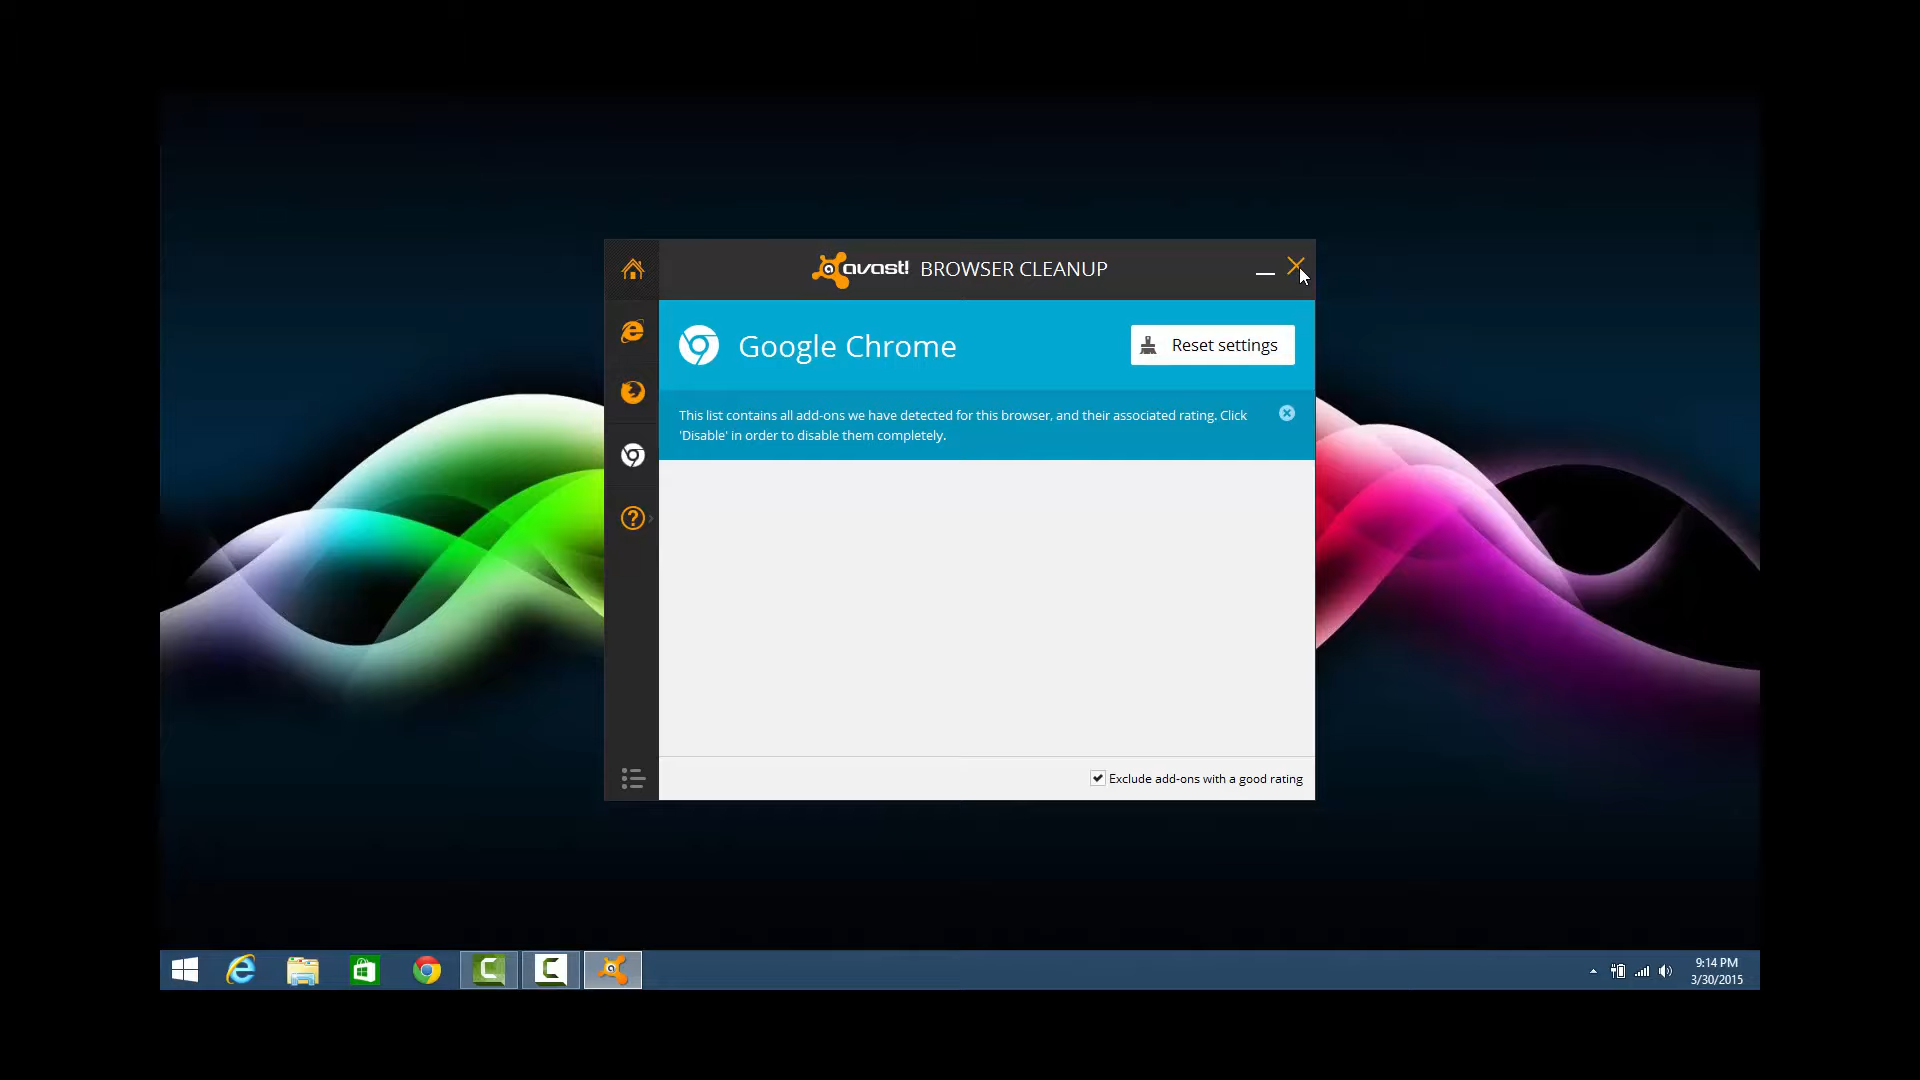 avast! BROWSER CLEANUP
Google Chrome
Reset settings
This list contains all add-ons we have detected for this browser, and their associated rating. Click
'Disable' in order to disable them completely.
Exclude add-ons with a good rating
9:14 PM
3/30/2015